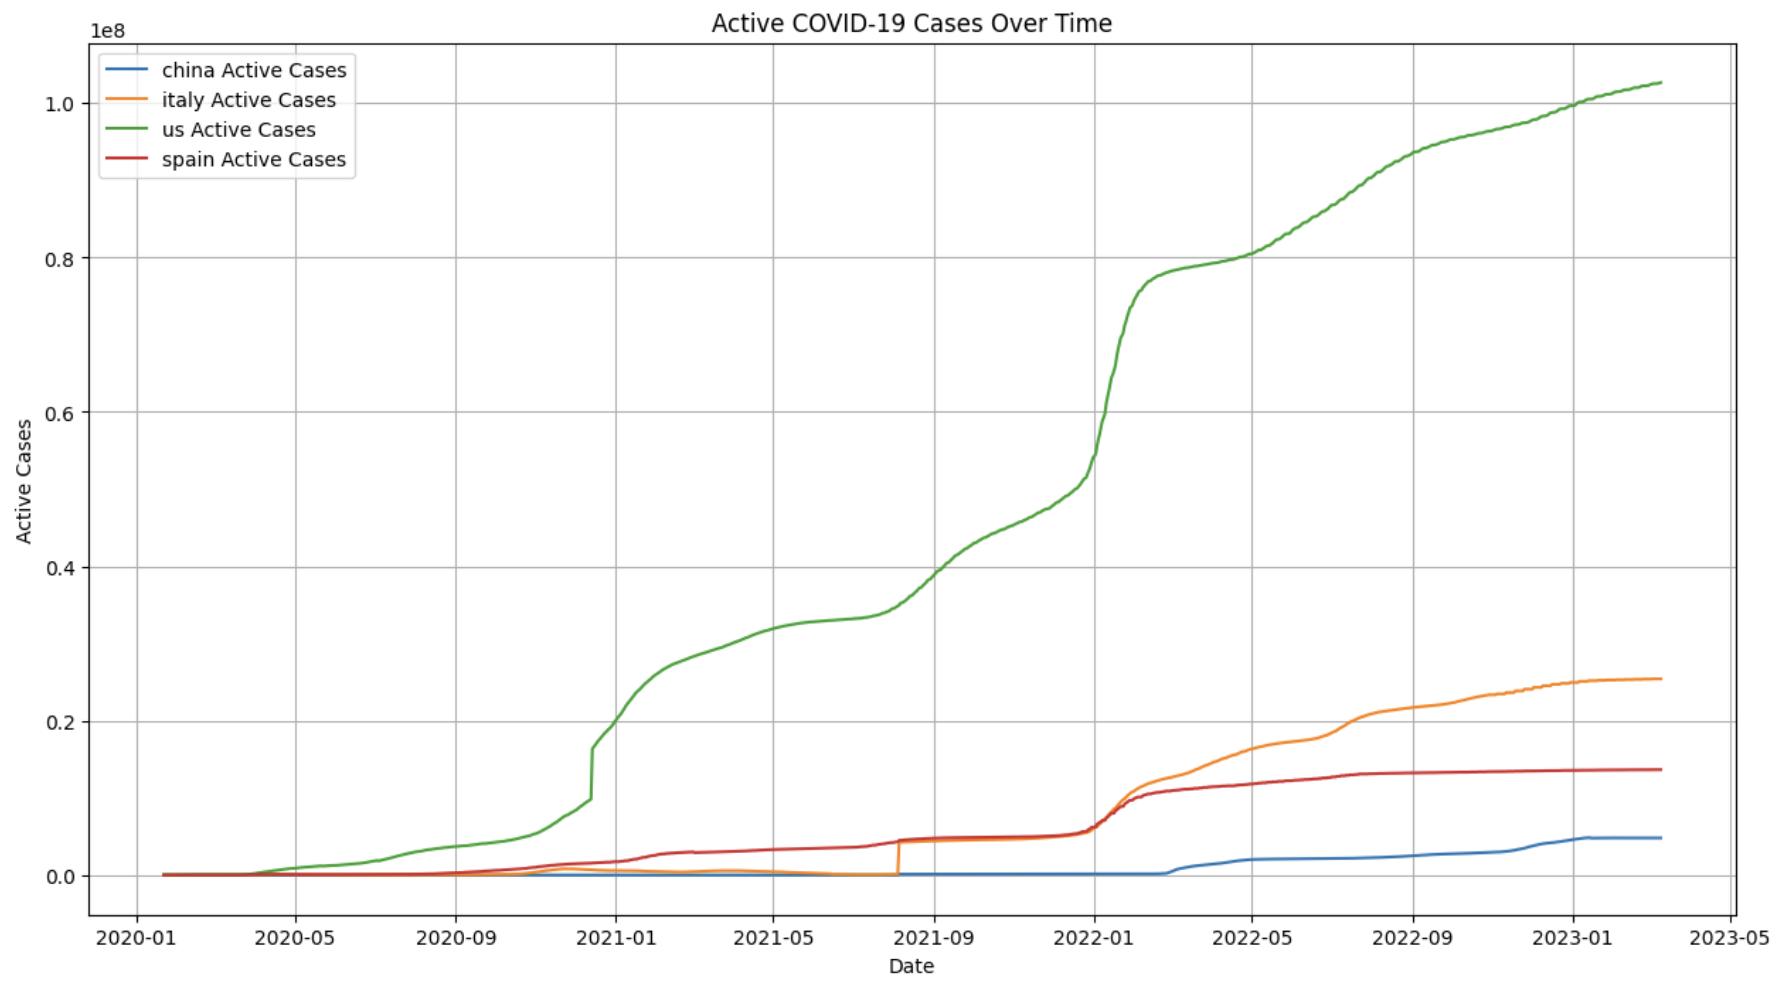 Active COVID-19 Cases Over Time
1e8
china Active Cases
italy Active Cases
us Active Cases
spain Active Cases
1.0
0.8
0.6
0.4
0.2
0.0
Active Cases
2020-01 2020-05 2020-09 2021-01 2021-05 2021-09 2022-01 2022-05 2022-09 2023-01 2023-05
Date